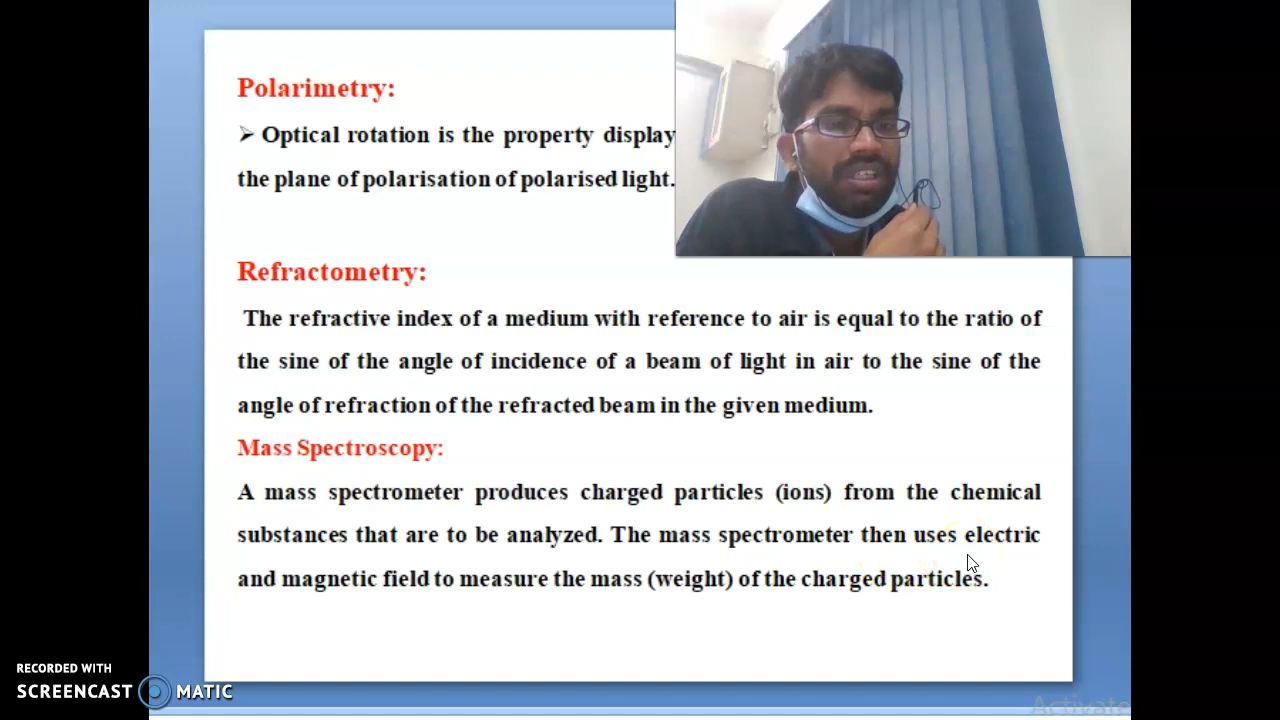 Polarimetry:
➢ Optical rotation is the property display
the plane of polarisation of polarised light.
Refractometry:
The refractive index of a medium with reference to air is equal to the ratio of
the sine of the angle of incidence of a beam of light in air to the sine of the
angle of refraction of the refracted beam in the given medium.
Mass Spectroscopy:
A mass spectrometer produces charged particles (ions) from the chemical
substances that are to be analyzed. The mass spectrometer then uses electric
and magnetic field to measure the mass (weight) of the charged particles.
RECORDED WITH
SCREENCAST MATIC
Activate